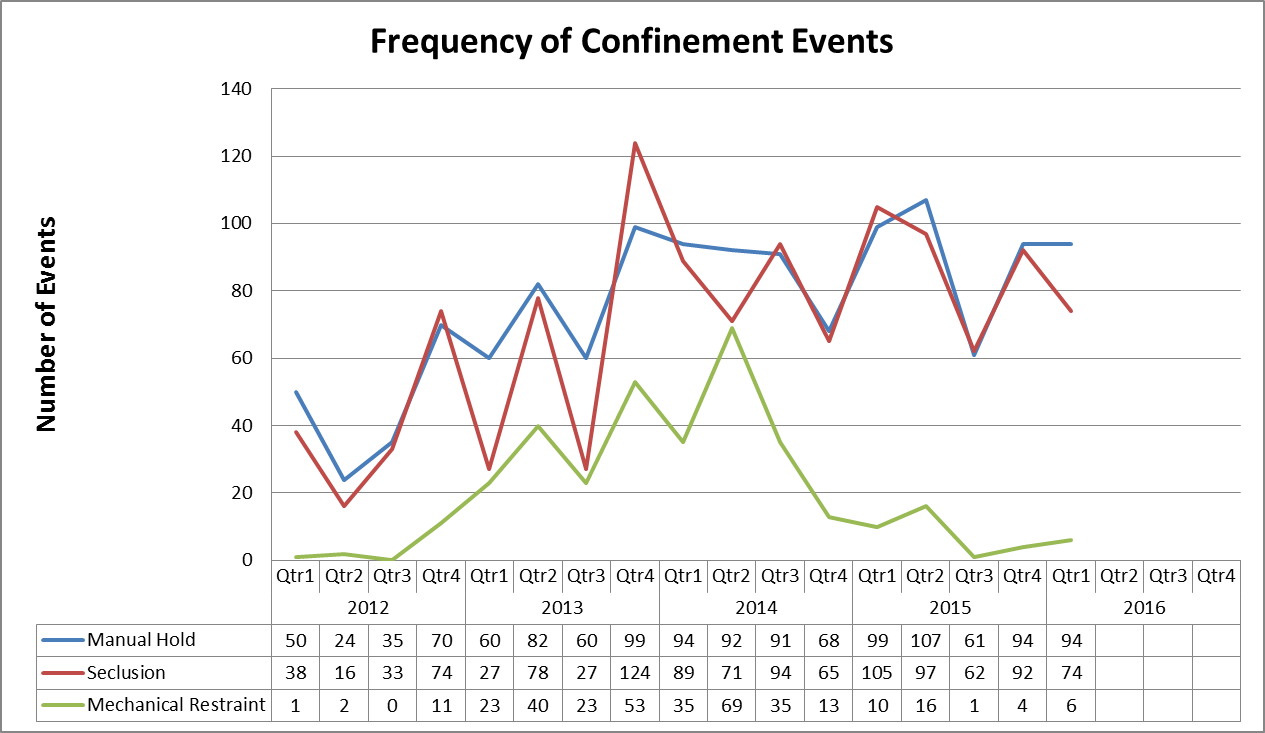 Frequency of Confinement Events
Number of Events
140
120
100
80
60
40
20
0
Qtr1 Qtr2 Qtr3 Qtr4 Qtr1 Qtr2 Qtr3 Qtr4 Qtr1 Qtr2 Qtr3 Qtr4 Qtr1 Qtr2 Qtr3 Qtr4 Qtr1 Qtr2 Qtr3 Qtr4
2012 2013 2014 2015 2016
Manual Hold 50 24 35 70 60 82 60 99 94 92 91 68 99 107 61 94 94
Seclusion 38 16 33 74 27 78 27 124 89 71 94 65 105 97 62 92 74
Mechanical Restraint 1 2 0 11 23 40 23 53 35 69 35 13 10 16 1 4 6